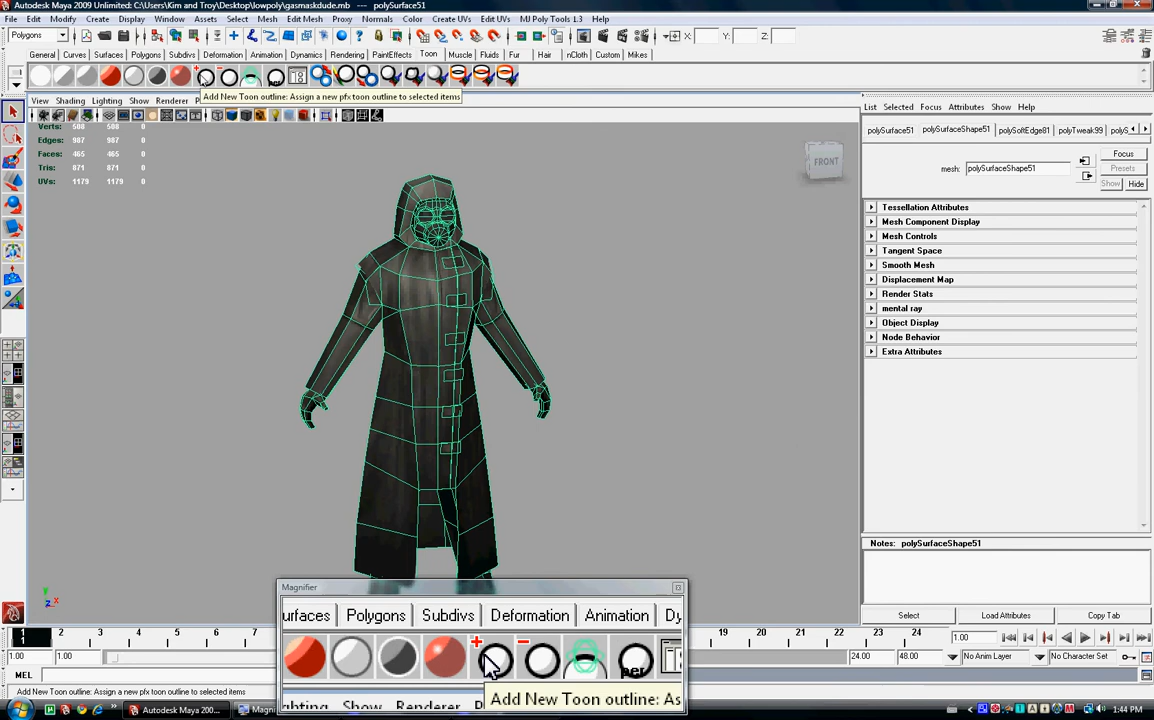 Autodesk Maya 2009 Unlimited: C:\Users\Kim and Troy\Desktop\lowpoly\gasmaskdude.mb --- polySurface51
File Edit Modify Create Display Window Assets Select Mesh Edit Mesh Proxy Normals Color Create UVs Edit UVs MJ Poly Tools 1.3 Help
Polygons X: Y: Z:
General Curves Surfaces Polygons Subdivs Deformation Animation Dynamics Rendering PaintEffects Toon Muscle Fluids Fur Hair nCloth Custom Mikes
Add New Toon outline: Assign a new pfx toon outline to selected items
View Shading Lighting Show Renderer
List Selected Focus Attributes Show Help
Verts: 508 508 0
Edges: 987 987 0
Faces: 465 465 0
Tris: 871 871 0
UVs: 1179 1179 0
FRONT
polySurface51 polySurfaceShape51 polySoftEdge81 polyTweak99
mesh: polySurfaceShape51
Focus
Presets
Show Hide
Tessellation Attributes
Mesh Component Display
Mesh Controls
Tangent Space
Smooth Mesh
Displacement Map
Render Stats
mental ray
Object Display
Node Behavior
Extra Attributes
Notes: polySurfaceShape51
Select Load Attributes Copy Tab
Magnifier
urfaces Polygons Subdivs Deformation Animation Dy
per
Add New Toon outline: As
ghting Show Renderer
1 2 3 4 5 6 7 19 20 21 22 23 24 1.00
1.00 1.00 1 24.00 48.00 No Anim Layer No Character Set
MEL
Add New Toon outline: Assign a new pfx toon outline to selected items
Autodesk Maya 200... 1:44 PM